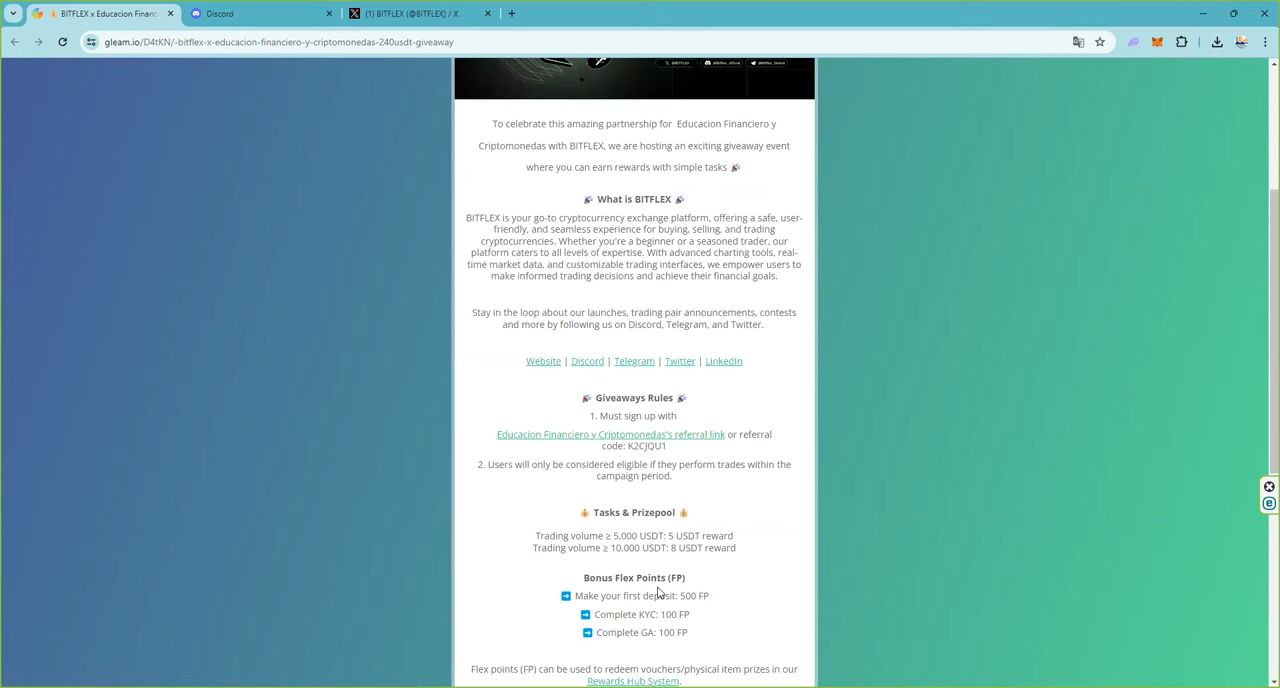 BITFLEX x Educacion Financ
Discord
(1) BITFLEX (@BITFLEX) / X
gleam.io/D4tKN/-bitflex-x-educacion-financiero-y-criptomonedas-240usdt-giveaway
@BITFLEX
To celebrate this amazing partnership for Educacion Financiero y
Criptomonedas with BITFLEX, we are hosting an exciting giveaway event
where you can earn rewards with simple tasks 🎉
🎉 What is BITFLEX 🎉
BITFLEX is your go-to cryptocurrency exchange platform, offering a safe, user-
friendly, and seamless experience for buying, selling, and trading
cryptocurrencies. Whether you're a beginner or a seasoned trader, our
platform caters to all levels of expertise. With advanced charting tools, real-
time market data, and customizable trading interfaces, we empower users to
make informed trading decisions and achieve their financial goals.
Stay in the loop about our launches, trading pair announcements, contests
and more by following us on Discord, Telegram, and Twitter.
Website | Discord | Telegram | Twitter | LinkedIn
🎉 Giveaways Rules 🎉
1. Must sign up with
Educacion Financiero y Criptomonedas's referral link or referral
code: K2CJQU1
2. Users will only be considered eligible if they perform trades within the
campaign period.
💰 Tasks & Prizepool 💰
Trading volume ≥ 5,000 USDT: 5 USDT reward
Trading volume ≥ 10,000 USDT: 8 USDT reward
Bonus Flex Points (FP)
➡️ Make your first deposit: 500 FP
➡️ Complete KYC: 100 FP
➡️ Complete GA: 100 FP
Flex points (FP) can be used to redeem vouchers/physical item prizes in our
Rewards Hub System.